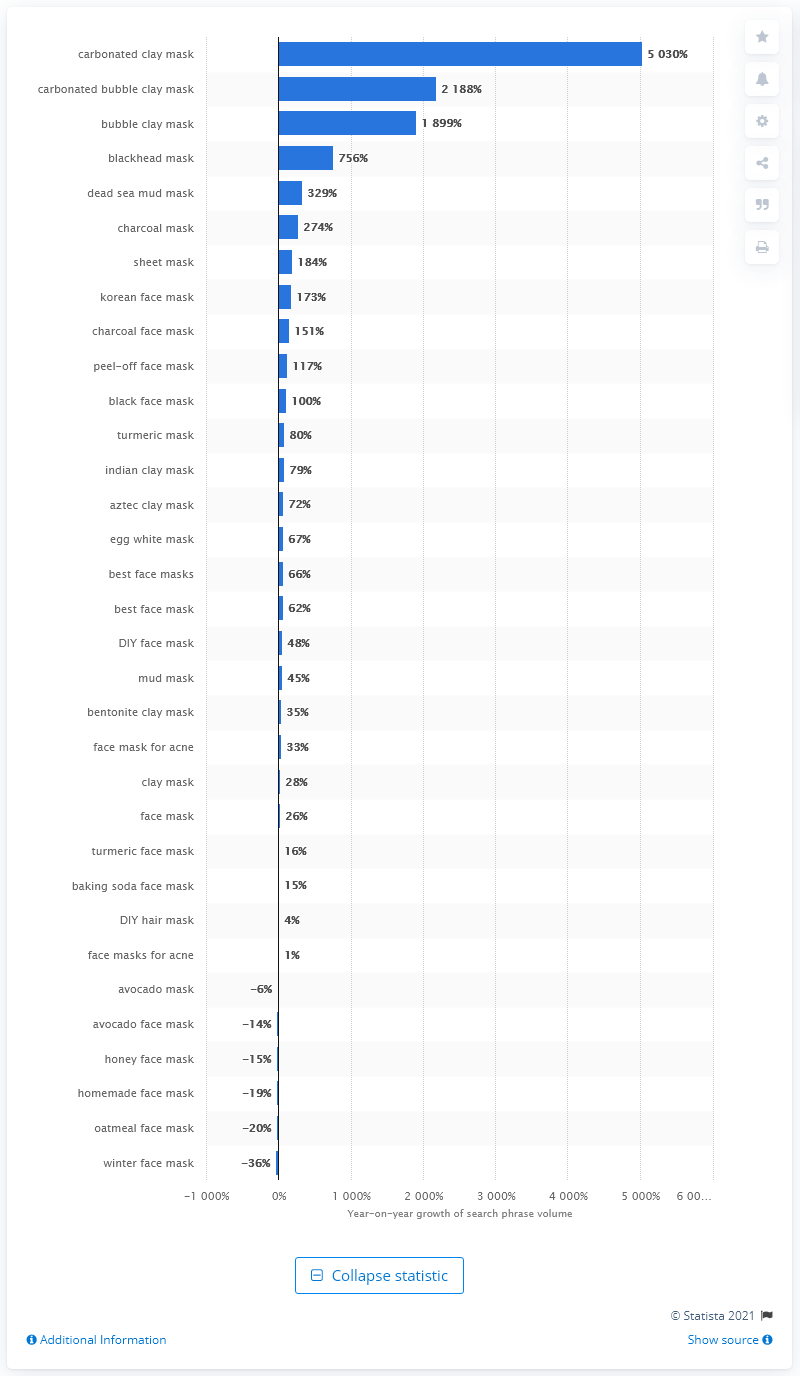 carbonated clay mask 5 030%
carbonated bubble clay mask 2 188%
bubble clay mask 1 899%
blackhead mask 756%
dead sea mud mask 329%
charcoal mask 274%
sheet mask 184%
korean face mask 173%
charcoal face mask 151%
peel-off face mask 117%
black face mask 100%
turmeric mask 80%
indian clay mask 79%
aztec clay mask 72%
egg white mask 67%
best face masks 66%
best face mask 62%
DIY face mask 48%
mud mask 45%
bentonite clay mask 35%
face mask for acne 33%
clay mask 28%
face mask 26%
turmeric face mask 16%
baking soda face mask 15%
DIY hair mask 4%
face masks for acne 1%
avocado mask -6%
avocado face mask -14%
honey face mask -15%
homemade face mask -19%
oatmeal face mask -20%
winter face mask -36%
-1 000% 0% 1 000% 2 000% 3 000% 4 000% 5 000% 6 00...
Year-on-year growth of search phrase volume
Collapse statistic
© Statista 2021
Additional Information Show source